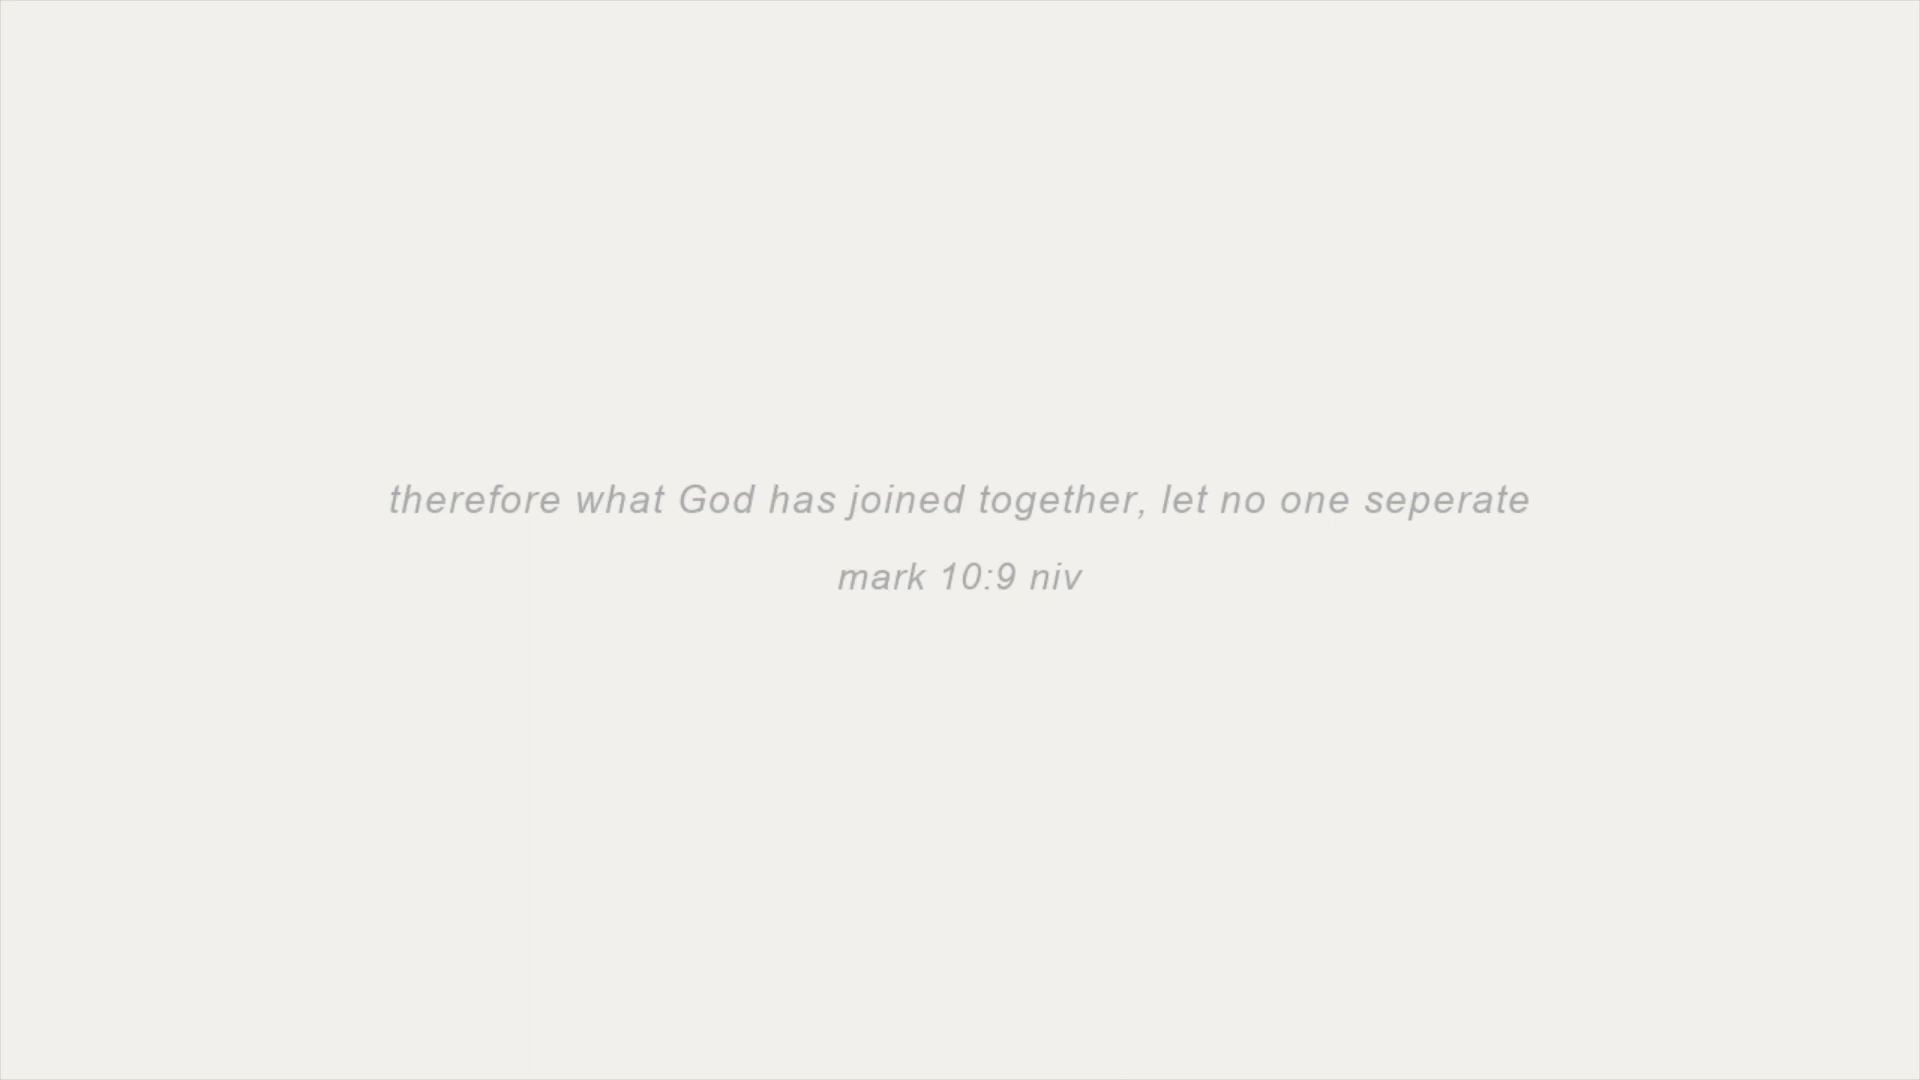 therefore what God has joined together, let no one seperate
mark 10:9 niv